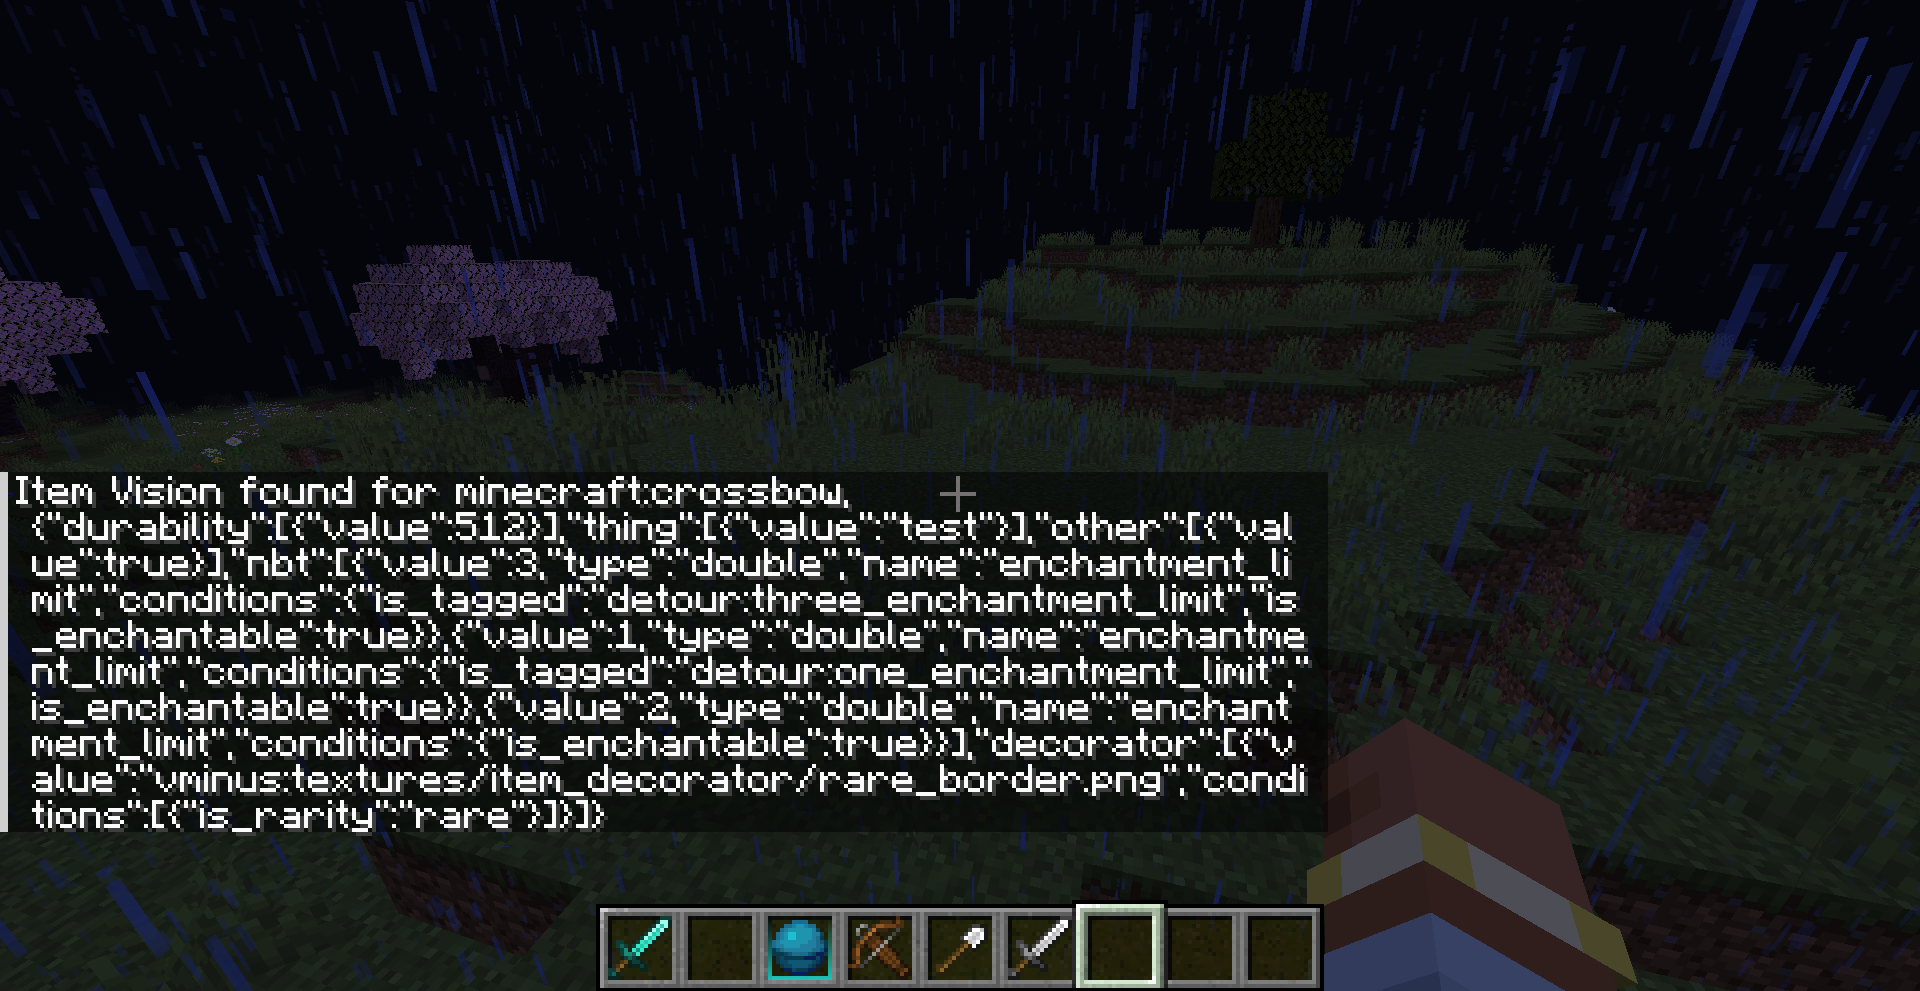 Item Vision found for minecraft:crossbow,
{"durability":[{"value":512}],"thing":[{"value":"test"}],"other":[{"val
ue":true}],"nbt":[{"value":3,"type":"double","name":"enchantment_li
mit","conditions":{"is_tagged":"detour:three_enchantment_limit","is
_enchantable":true}},{"value":1,"type":"double","name":"enchantme
nt_limit","conditions":{"is_tagged":"detour:one_enchantment_limit","
is_enchantable":true}},{"value":2,"type":"double","name":"enchant
ment_limit","conditions":{"is_enchantable":true}}],"decorator":[{"v
alue":"vminus:textures/item_decorator/rare_border.png","condi
tions":[{"is_rarity":"rare"}]}]}